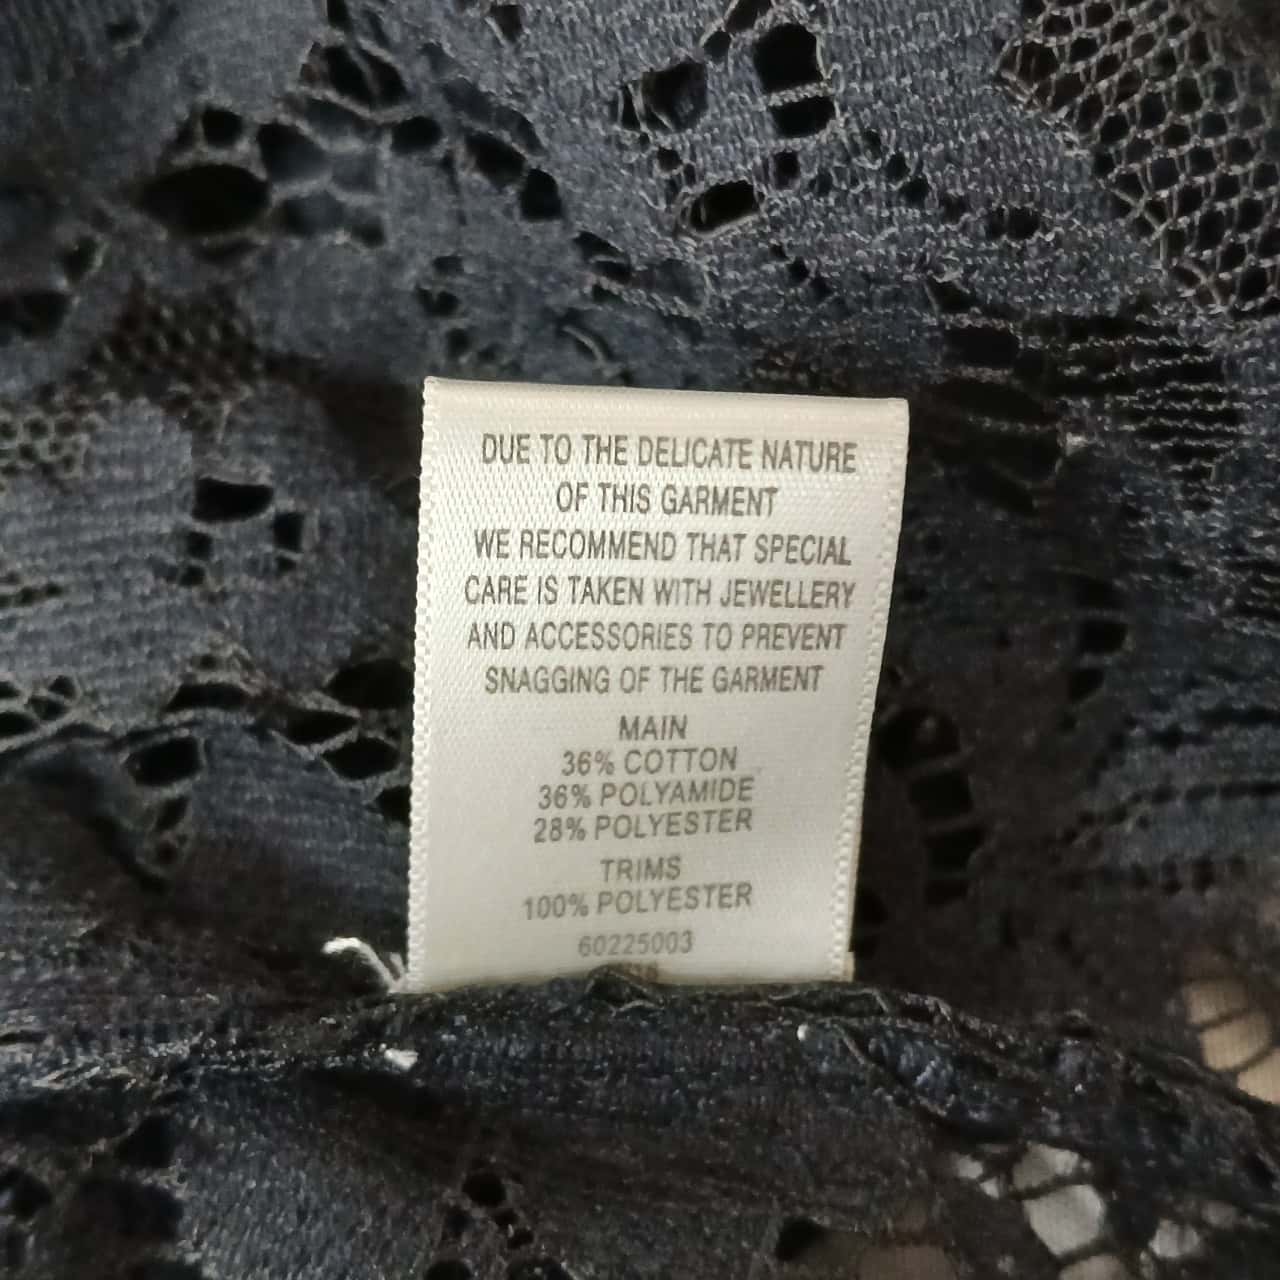 DUE TO THE DELICATE NATURE
OF THIS GARMENT
WE RECOMMEND THAT SPECIAL
CARE IS TAKEN WITH JEWELLERY
AND ACCESSORIES TO PREVENT
SNAGGING OF THE GARMENT
MAIN
36% COTTON
36% POLYAMIDE
28% POLYESTER
TRIMS
100% POLYESTER
60225003